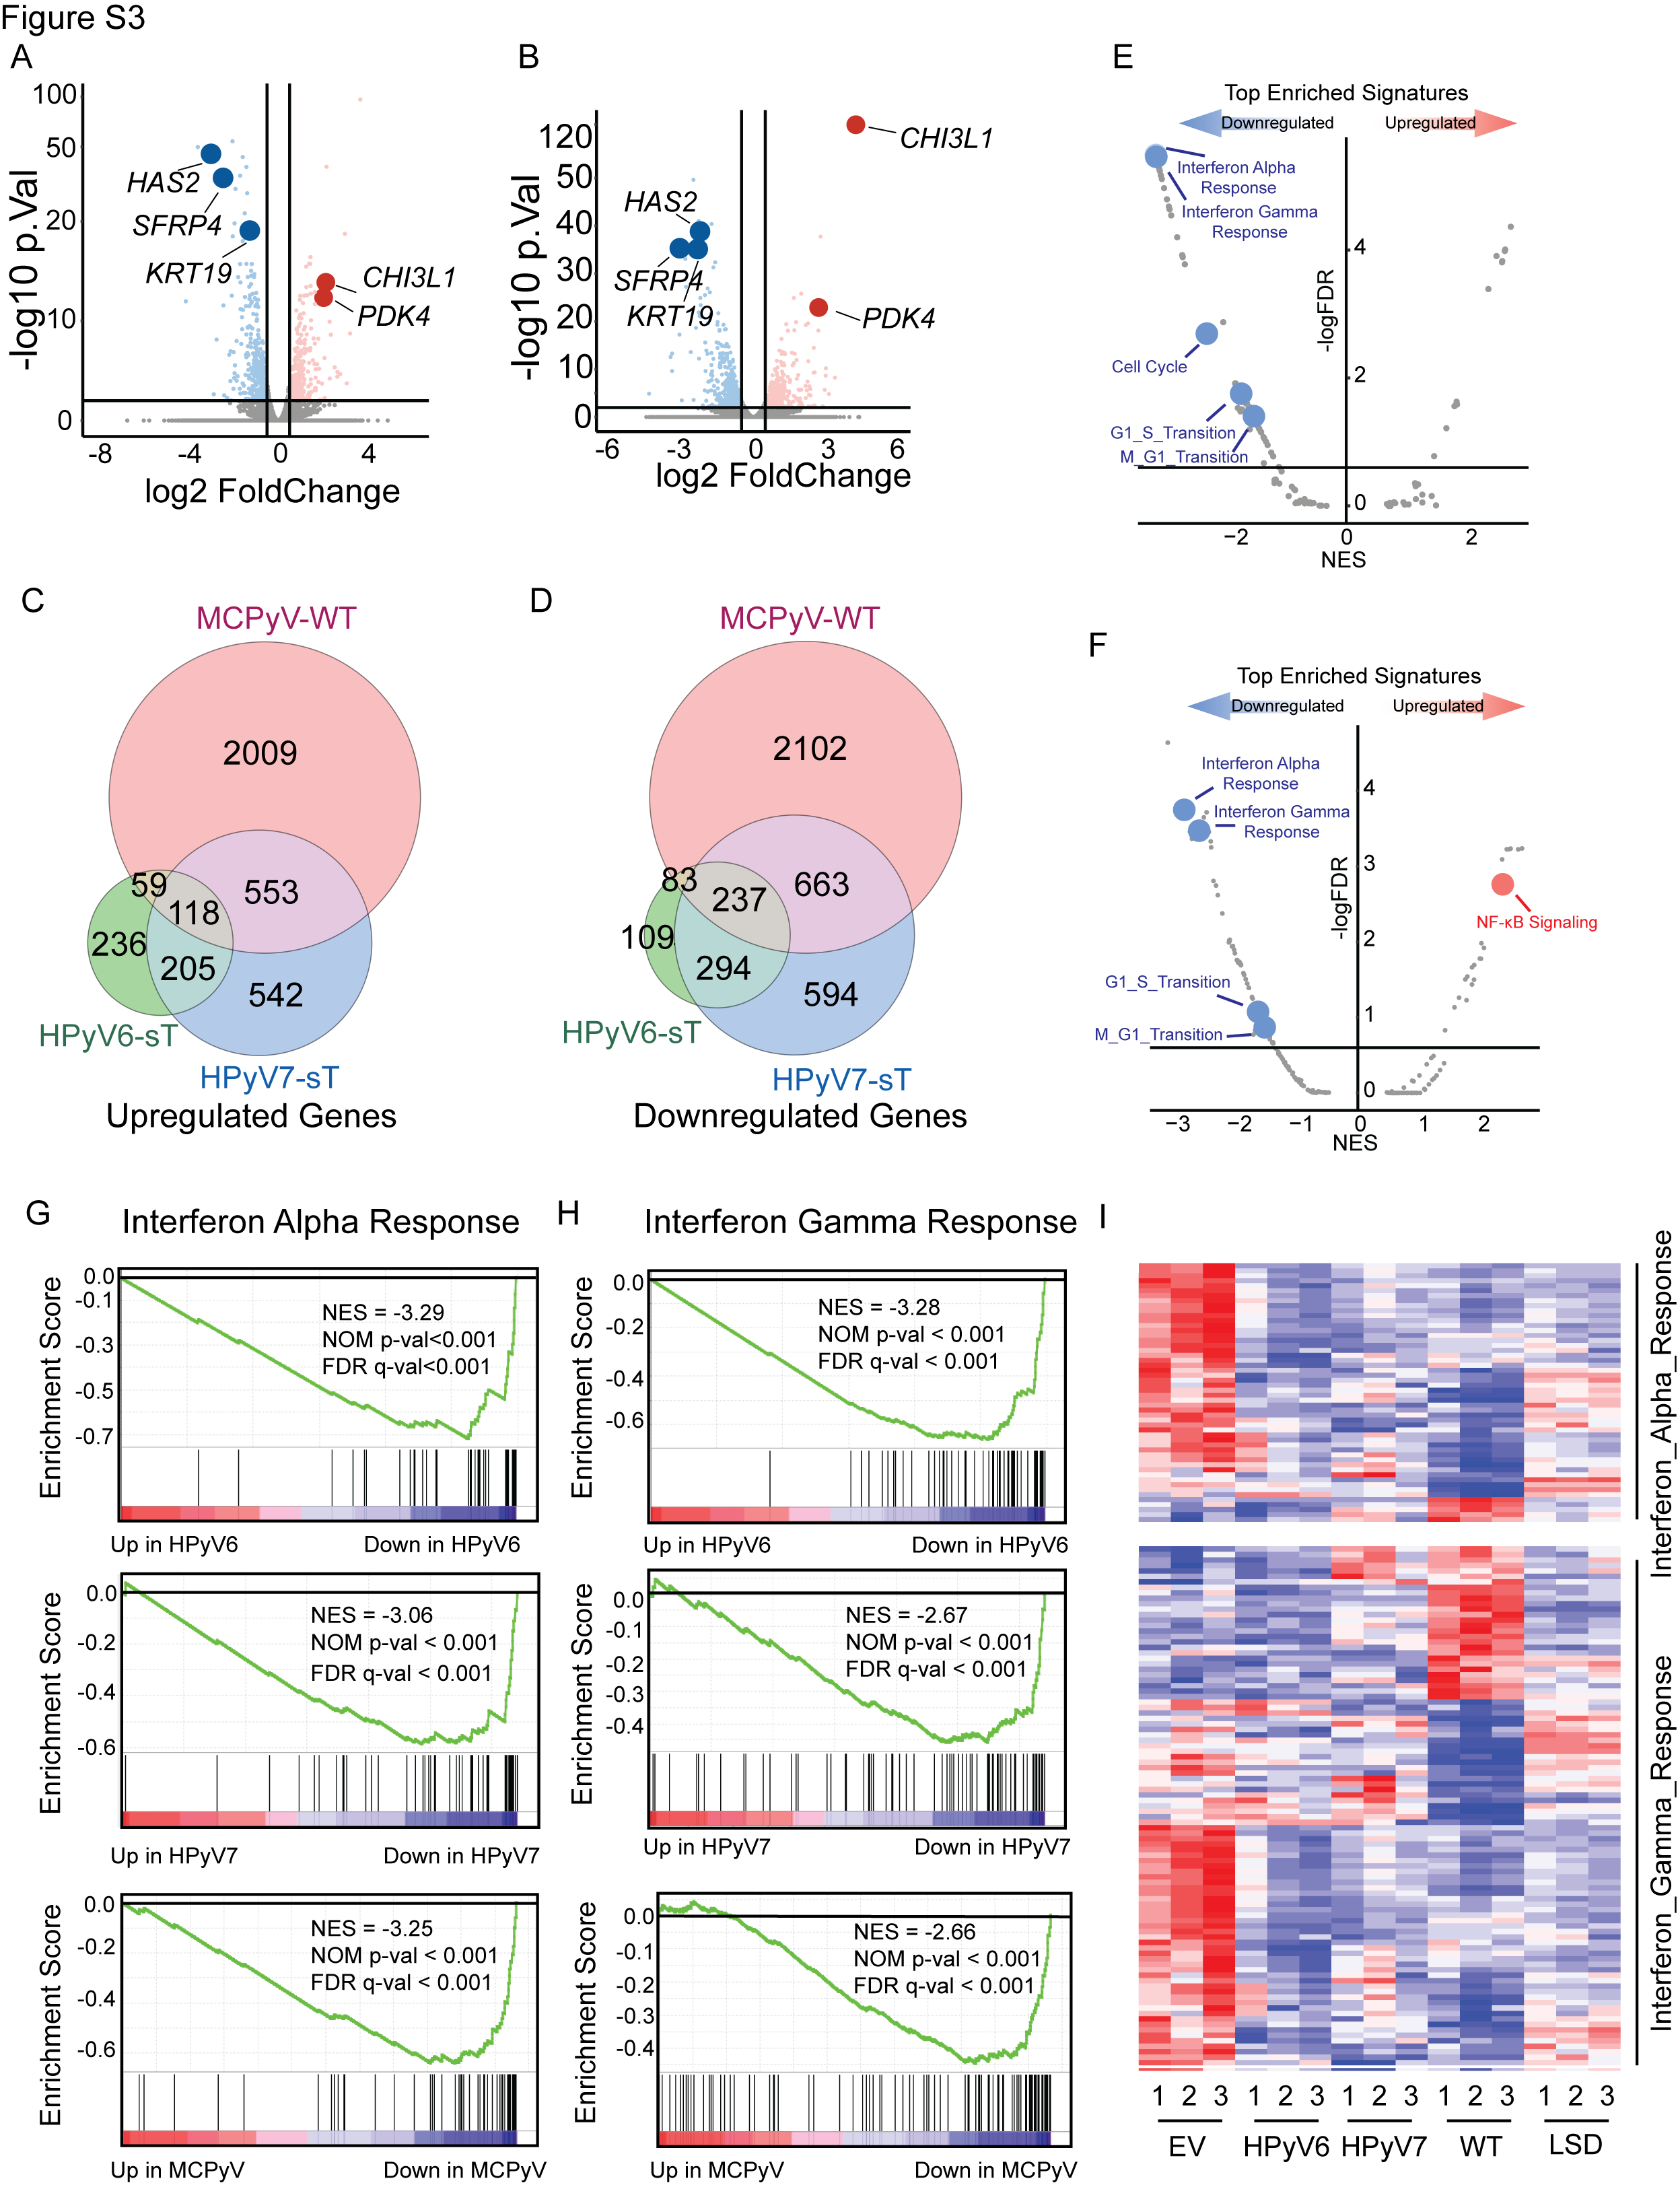 Figure S3
A
100
50
20
10
0
-log10 p.Val
HAS2
SFRP4
KRT19
CHI3L1
PDK4
-8 -4 0 4
log2 FoldChange
B
120
50
40
30
20
10
0
-log10 p.Val
CHI3L1
HAS2
SFRP4
KRT19
PDK4
-6 -3 0 3 6
log2 FoldChange
E
Top Enriched Signatures
Downregulated Upregulated
Interferon Alpha
Response
Interferon Gamma
Response
4
-logFDR
Cell Cycle
2
G1_S_Transition
M_G1_Transition
0
−2 0 2
NES
C
MCPyV-WT
2009
59
553
118
236
205
542
HPyV6-sT
HPyV7-sT
Upregulated Genes
D
MCPyV-WT
2102
83
663
237
109
294
594
HPyV6-sT
HPyV7-sT
Downregulated Genes
F
Top Enriched Signatures
Downregulated Upregulated
Interferon Alpha
Response
4
Interferon Gamma
Response
3
-logFDR
NF-κB Signaling
2
G1_S_Transition
1
M_G1_Transition
0
−3 −2 −1 0 1 2
NES
G
Interferon Alpha Response
Enrichment Score
0.0
-0.1
-0.3
-0.5
-0.7
NES = -3.29
NOM p-val<0.001
FDR q-val<0.001
Up in HPyV6 Down in HPyV6
Enrichment Score
0.0
-0.2
-0.4
-0.6
NES = -3.06
NOM p-val < 0.001
FDR q-val < 0.001
Up in HPyV7 Down in HPyV7
Enrichment Score
0.0
-0.2
-0.4
-0.6
NES = -3.25
NOM p-val < 0.001
FDR q-val < 0.001
Up in MCPyV Down in MCPyV
H
Interferon Gamma Response
Enrichment Score
0.0
-0.2
-0.4
-0.6
NES = -3.28
NOM p-val < 0.001
FDR q-val < 0.001
Up in HPyV6 Down in HPyV6
Enrichment Score
0.0
-0.1
-0.2
-0.3
-0.4
NES = -2.67
NOM p-val < 0.001
FDR q-val < 0.001
Up in HPyV7 Down in HPyV7
Enrichment Score
0.0
-0.1
-0.2
-0.3
-0.4
NES = -2.66
NOM p-val < 0.001
FDR q-val < 0.001
Up in MCPyV Down in MCPyV
I
Interferon_Alpha_Response
Interferon_Gamma_Response
1 2 3 1 2 3 1 2 3 1 2 3 1 2 3
EV HPyV6 HPyV7 WT LSD